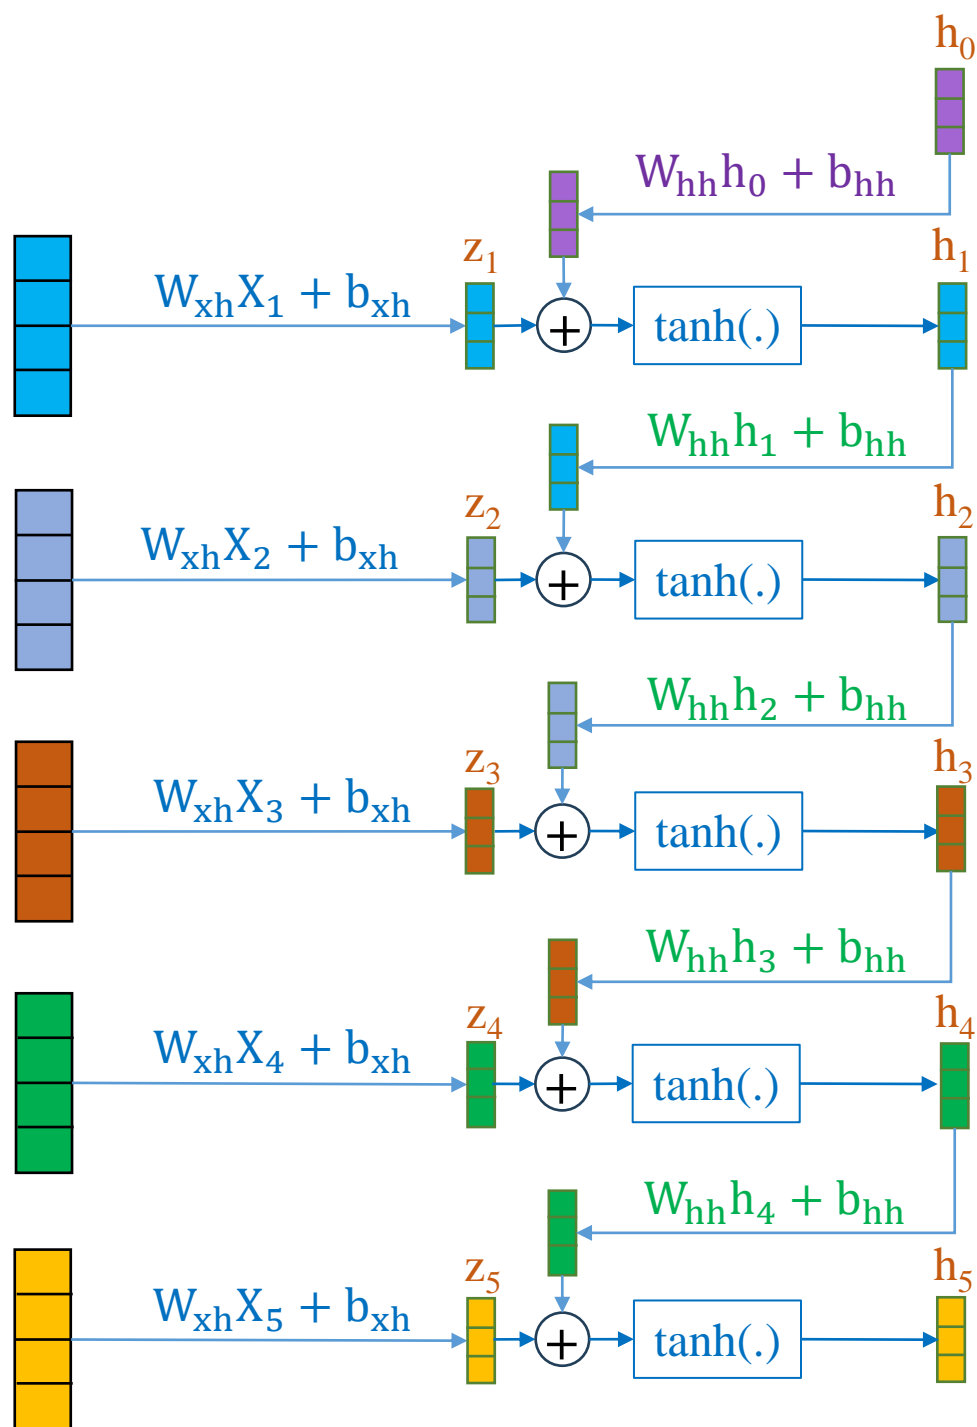 h₀
Wₕₕh₀ + bₕₕ
z₁
h₁
WₓₕX₁ + bₓₕ
+
tanh(.)
Wₕₕh₁ + bₕₕ
z₂
h₂
WₓₕX₂ + bₓₕ
+
tanh(.)
Wₕₕh₂ + bₕₕ
z₃
h₃
WₓₕX₃ + bₓₕ
+
tanh(.)
Wₕₕh₃ + bₕₕ
z₄
h₄
WₓₕX₄ + bₓₕ
+
tanh(.)
Wₕₕh₄ + bₕₕ
z₅
h₅
WₓₕX₅ + bₓₕ
+
tanh(.)